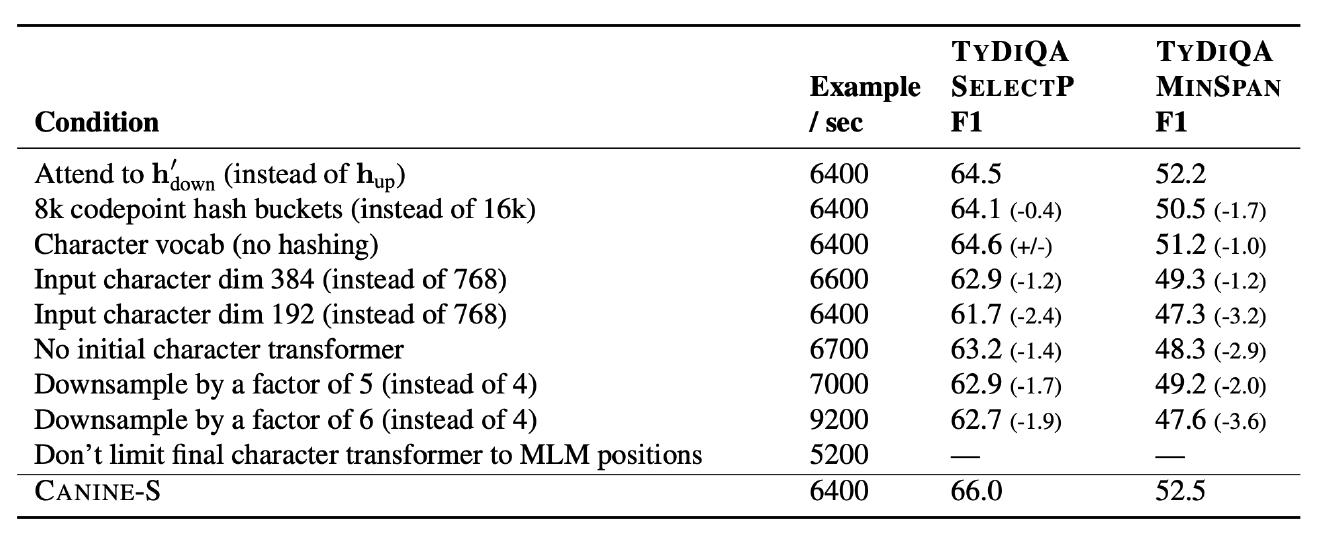 Condition Example / sec TYDIQA SELECTP F1 TYDIQA MINSPAN F1
Attend to h′down (instead of hup) 6400 64.5 52.2
8k codepoint hash buckets (instead of 16k) 6400 64.1 (-0.4) 50.5 (-1.7)
Character vocab (no hashing) 6400 64.6 (+/-) 51.2 (-1.0)
Input character dim 384 (instead of 768) 6600 62.9 (-1.2) 49.3 (-1.2)
Input character dim 192 (instead of 768) 6400 61.7 (-2.4) 47.3 (-3.2)
No initial character transformer 6700 63.2 (-1.4) 48.3 (-2.9)
Downsample by a factor of 5 (instead of 4) 7000 62.9 (-1.7) 49.2 (-2.0)
Downsample by a factor of 6 (instead of 4) 9200 62.7 (-1.9) 47.6 (-3.6)
Don’t limit final character transformer to MLM positions 5200 — —
CANINE-S 6400 66.0 52.5